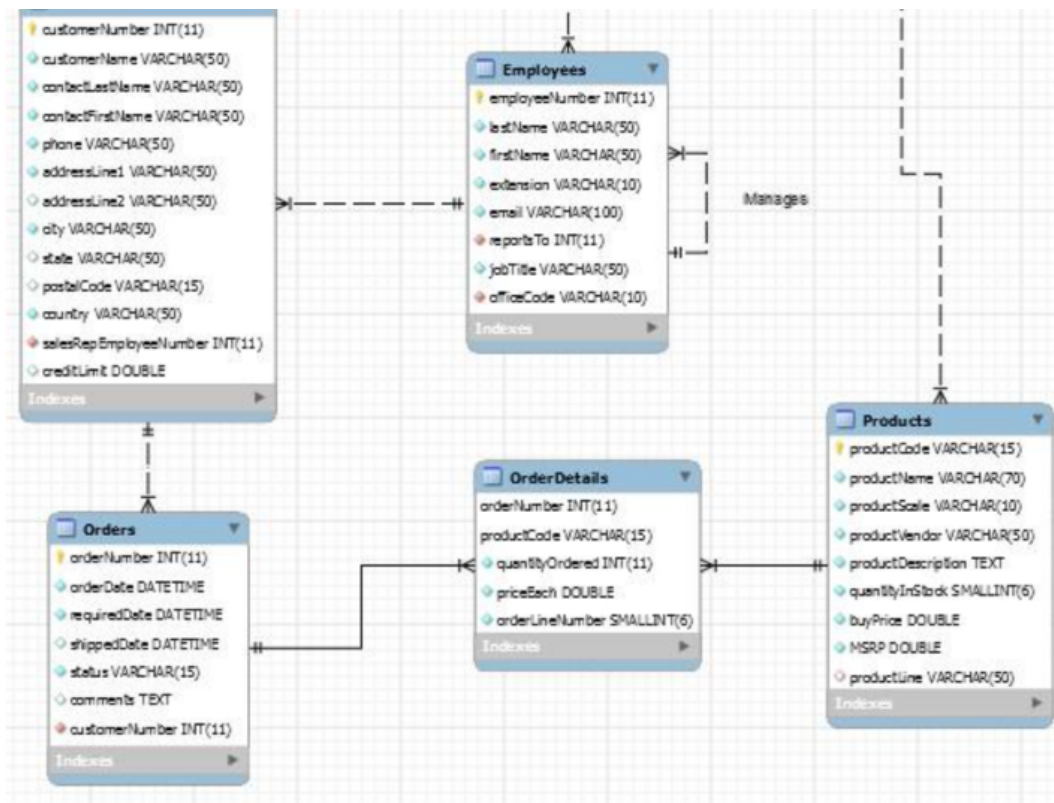 customerNumber INT(11)
customerName VARCHAR(50)
contactLastName VARCHAR(50)
contactFirstName VARCHAR(50)
phone VARCHAR(50)
addressLine1 VARCHAR(50)
addressLine2 VARCHAR(50)
city VARCHAR(50)
state VARCHAR(50)
postalCode VARCHAR(15)
country VARCHAR(50)
salesRepEmployeeNumber INT(11)
creditLimit DOUBLE
Indexes
Employees
employeeNumber INT(11)
lastName VARCHAR(50)
firstName VARCHAR(50)
extension VARCHAR(10)
email VARCHAR(100)
reportsTo INT(11)
jobTitle VARCHAR(50)
officeCode VARCHAR(10)
Indexes
Manages
Orders
orderNumber INT(11)
orderDate DATETIME
requiredDate DATETIME
shippedDate DATETIME
status VARCHAR(15)
comments TEXT
customerNumber INT(11)
Indexes
OrderDetails
orderNumber INT(11)
productCode VARCHAR(15)
quantityOrdered INT(11)
priceEach DOUBLE
orderLineNumber SMALLINT(6)
Indexes
Products
productCode VARCHAR(15)
productName VARCHAR(70)
productScale VARCHAR(10)
productVendor VARCHAR(50)
productDescription TEXT
quantityInStock SMALLINT(6)
buyPrice DOUBLE
MSRP DOUBLE
productLine VARCHAR(50)
Indexes